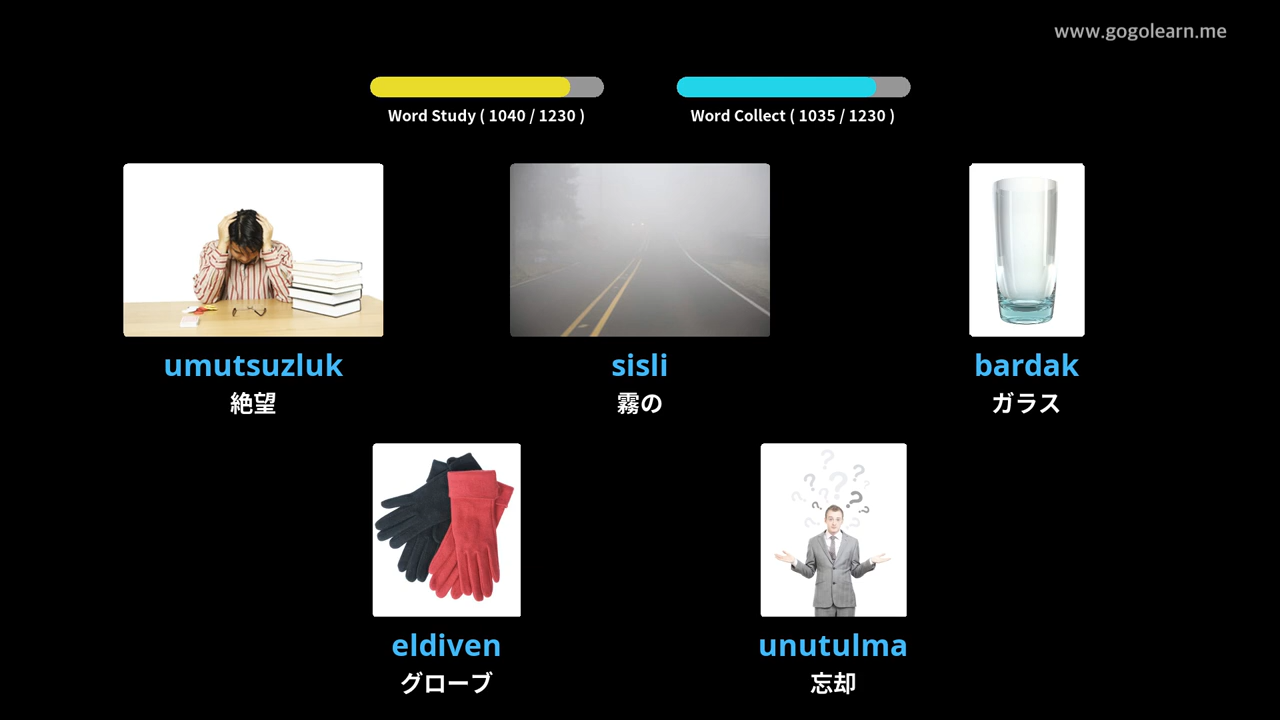 www.gogolearn.me
Word Study ( 1040 / 1230 )
Word Collect ( 1035 / 1230 )
umutsuzluk
絶望
sisli
霧の
bardak
ガラス
eldiven
グローブ
unutulma
忘却